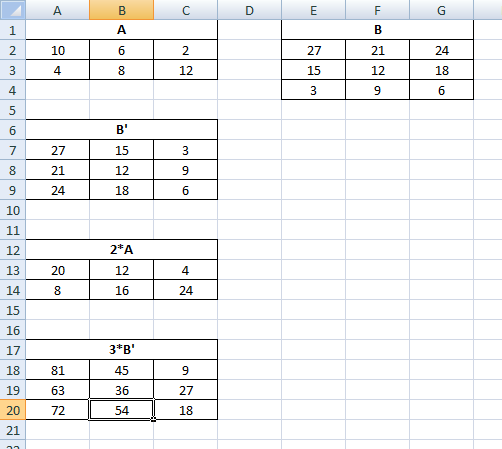 A B C D E F G
1 A B
2 10 6 2 27 21 24
3 4 8 12 15 12 18
4 3 9 6
5
6 B'
7 27 15 3
8 21 12 9
9 24 18 6
10
11
12 2*A
13 20 12 4
14 8 16 24
15
16
17 3*B'
18 81 45 9
19 63 36 27
20 72 54 18
21